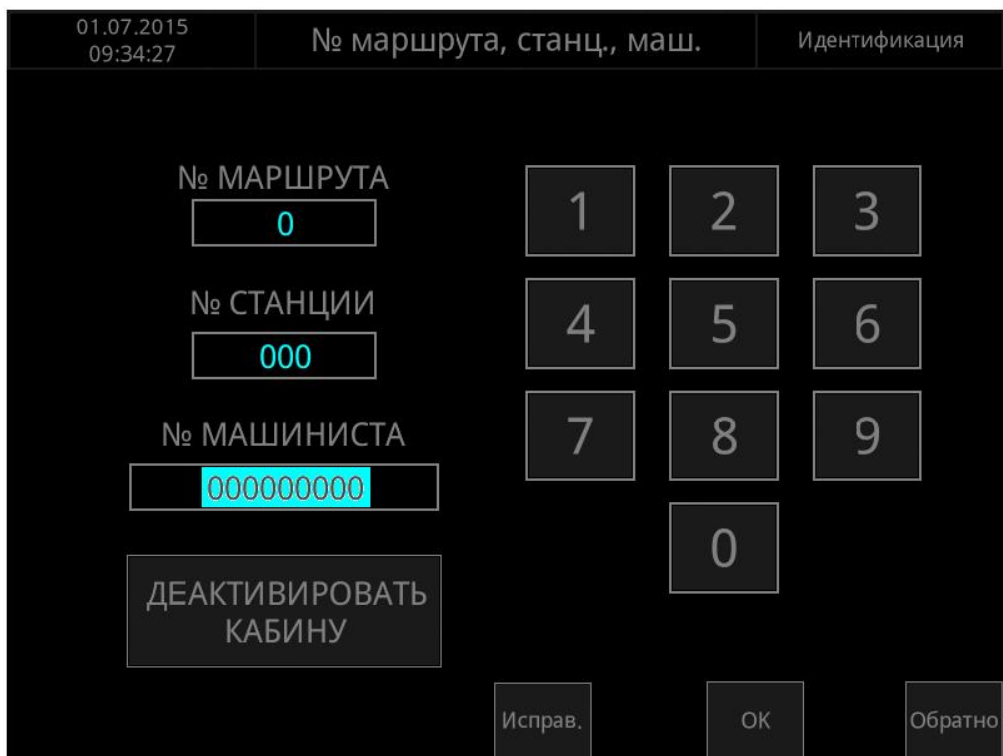 01.07.2015
09:34:27
№ маршрута, станц., маш.
Идентификация
№ МАРШРУТА
0
№ СТАНЦИИ
000
№ МАШИНИСТА
000000000
ДЕАКТИВИРОВАТЬ
КАБИНУ
1 2 3
4 5 6
7 8 9
0
Исправ. OK Обратно